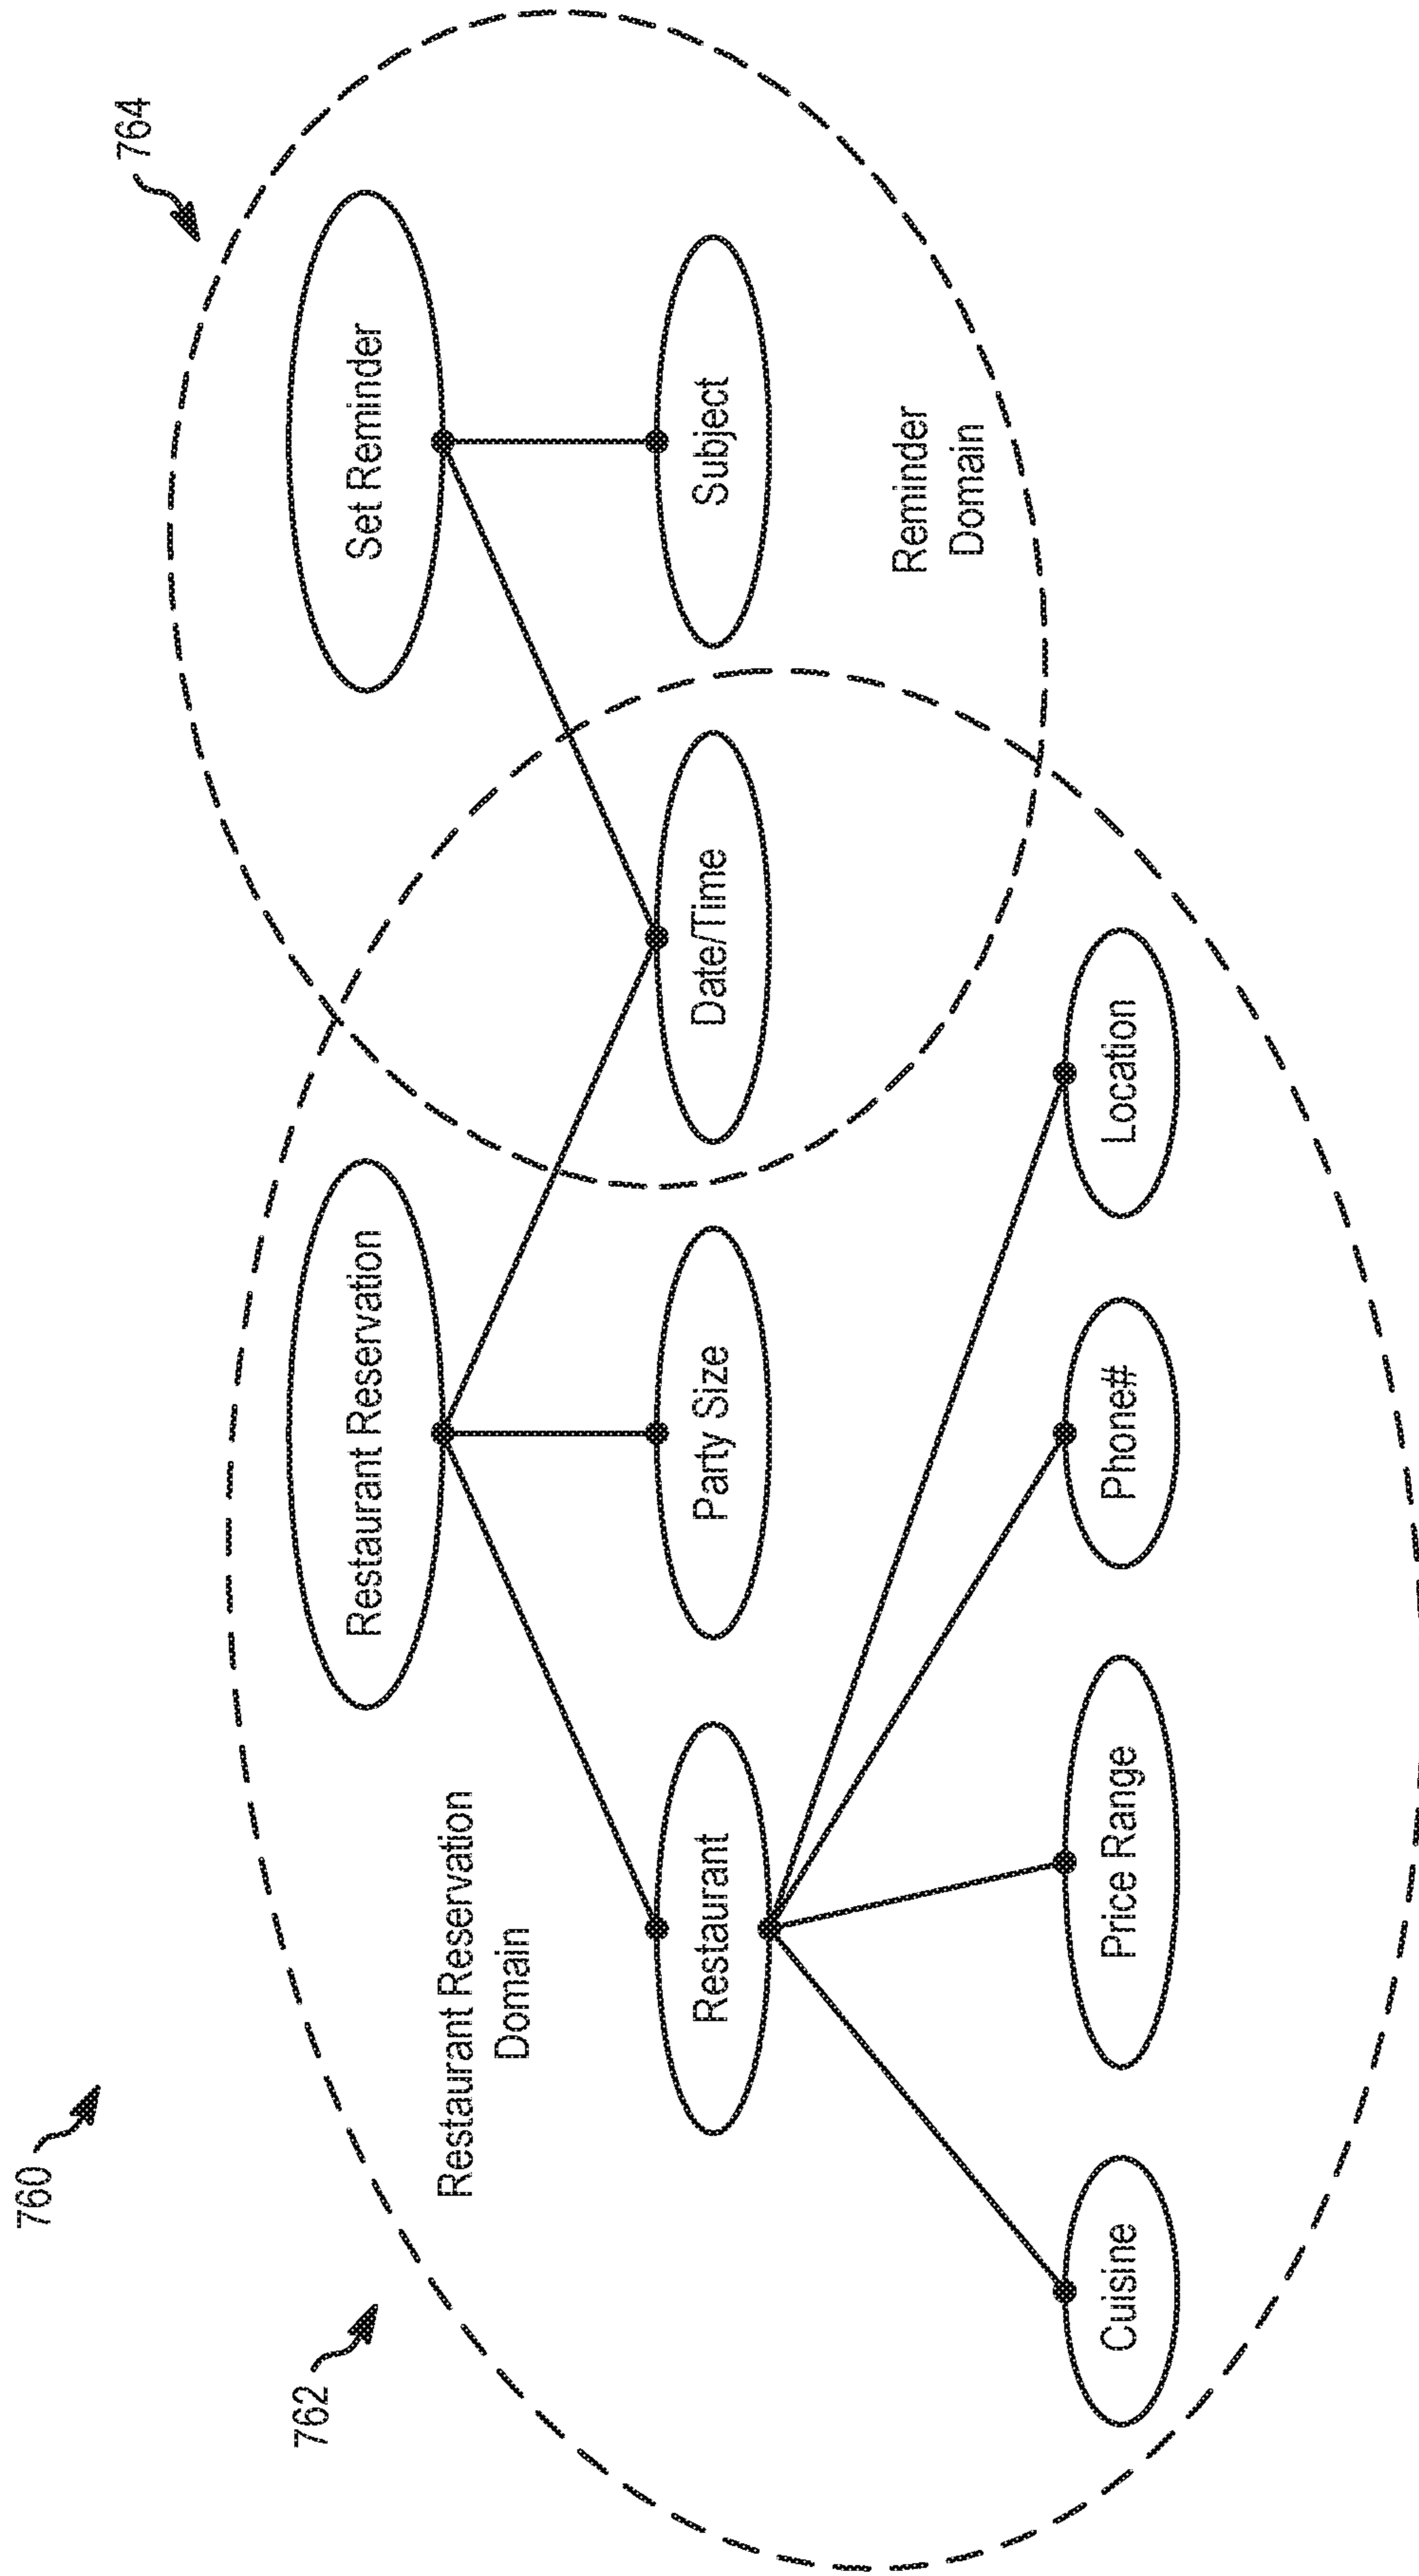 760
762
764
Restaurant Reservation
Set Reminder
Restaurant Reservation
Domain
Restaurant
Party Size
Date/Time
Subject
Reminder
Domain
Cuisine
Price Range
Phone#
Location